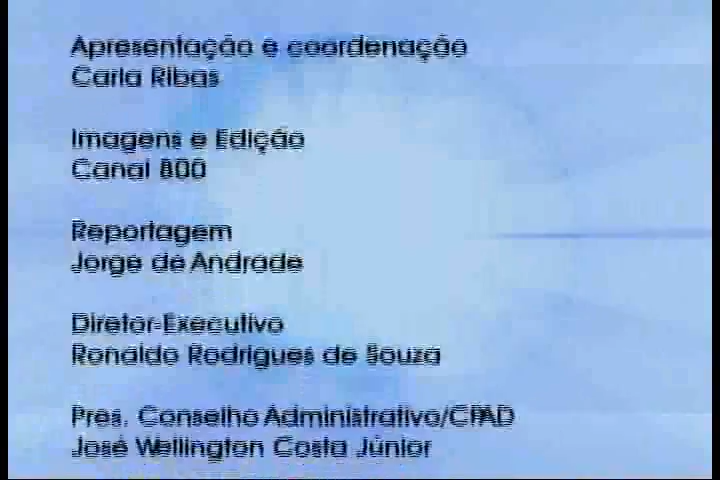 Apresentação e coordenação
Carla Ribas
Imagens e Edição
Canal 800
Reportagem
Jorge de Andrade
Diretor-Executivo
Ronaldo Rodrigues de Souza
Pres. Conselho Administrativo/CPAD
José Wellington Costa Júnior